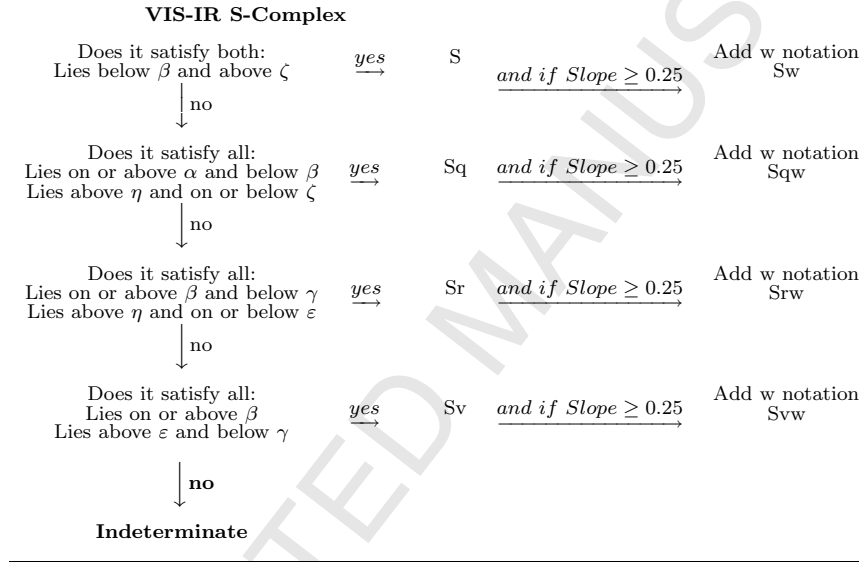 VIS-IR S-Complex
Does it satisfy both:
Lies below β and above ζ
yes
→
S
and if Slope ≥ 0.25
Add w notation
Sw
no
Does it satisfy all:
Lies on or above α and below β
Lies above η and on or below ζ
yes
→
Sq
and if Slope ≥ 0.25
Add w notation
Sqw
no
Does it satisfy all:
Lies on or above β and below γ
Lies above η and on or below ε
yes
→
Sr
and if Slope ≥ 0.25
Add w notation
Srw
no
Does it satisfy all:
Lies on or above β
Lies above ε and below γ
yes
→
Sv
and if Slope ≥ 0.25
Add w notation
Svw
no
Indeterminate
TED MANUS